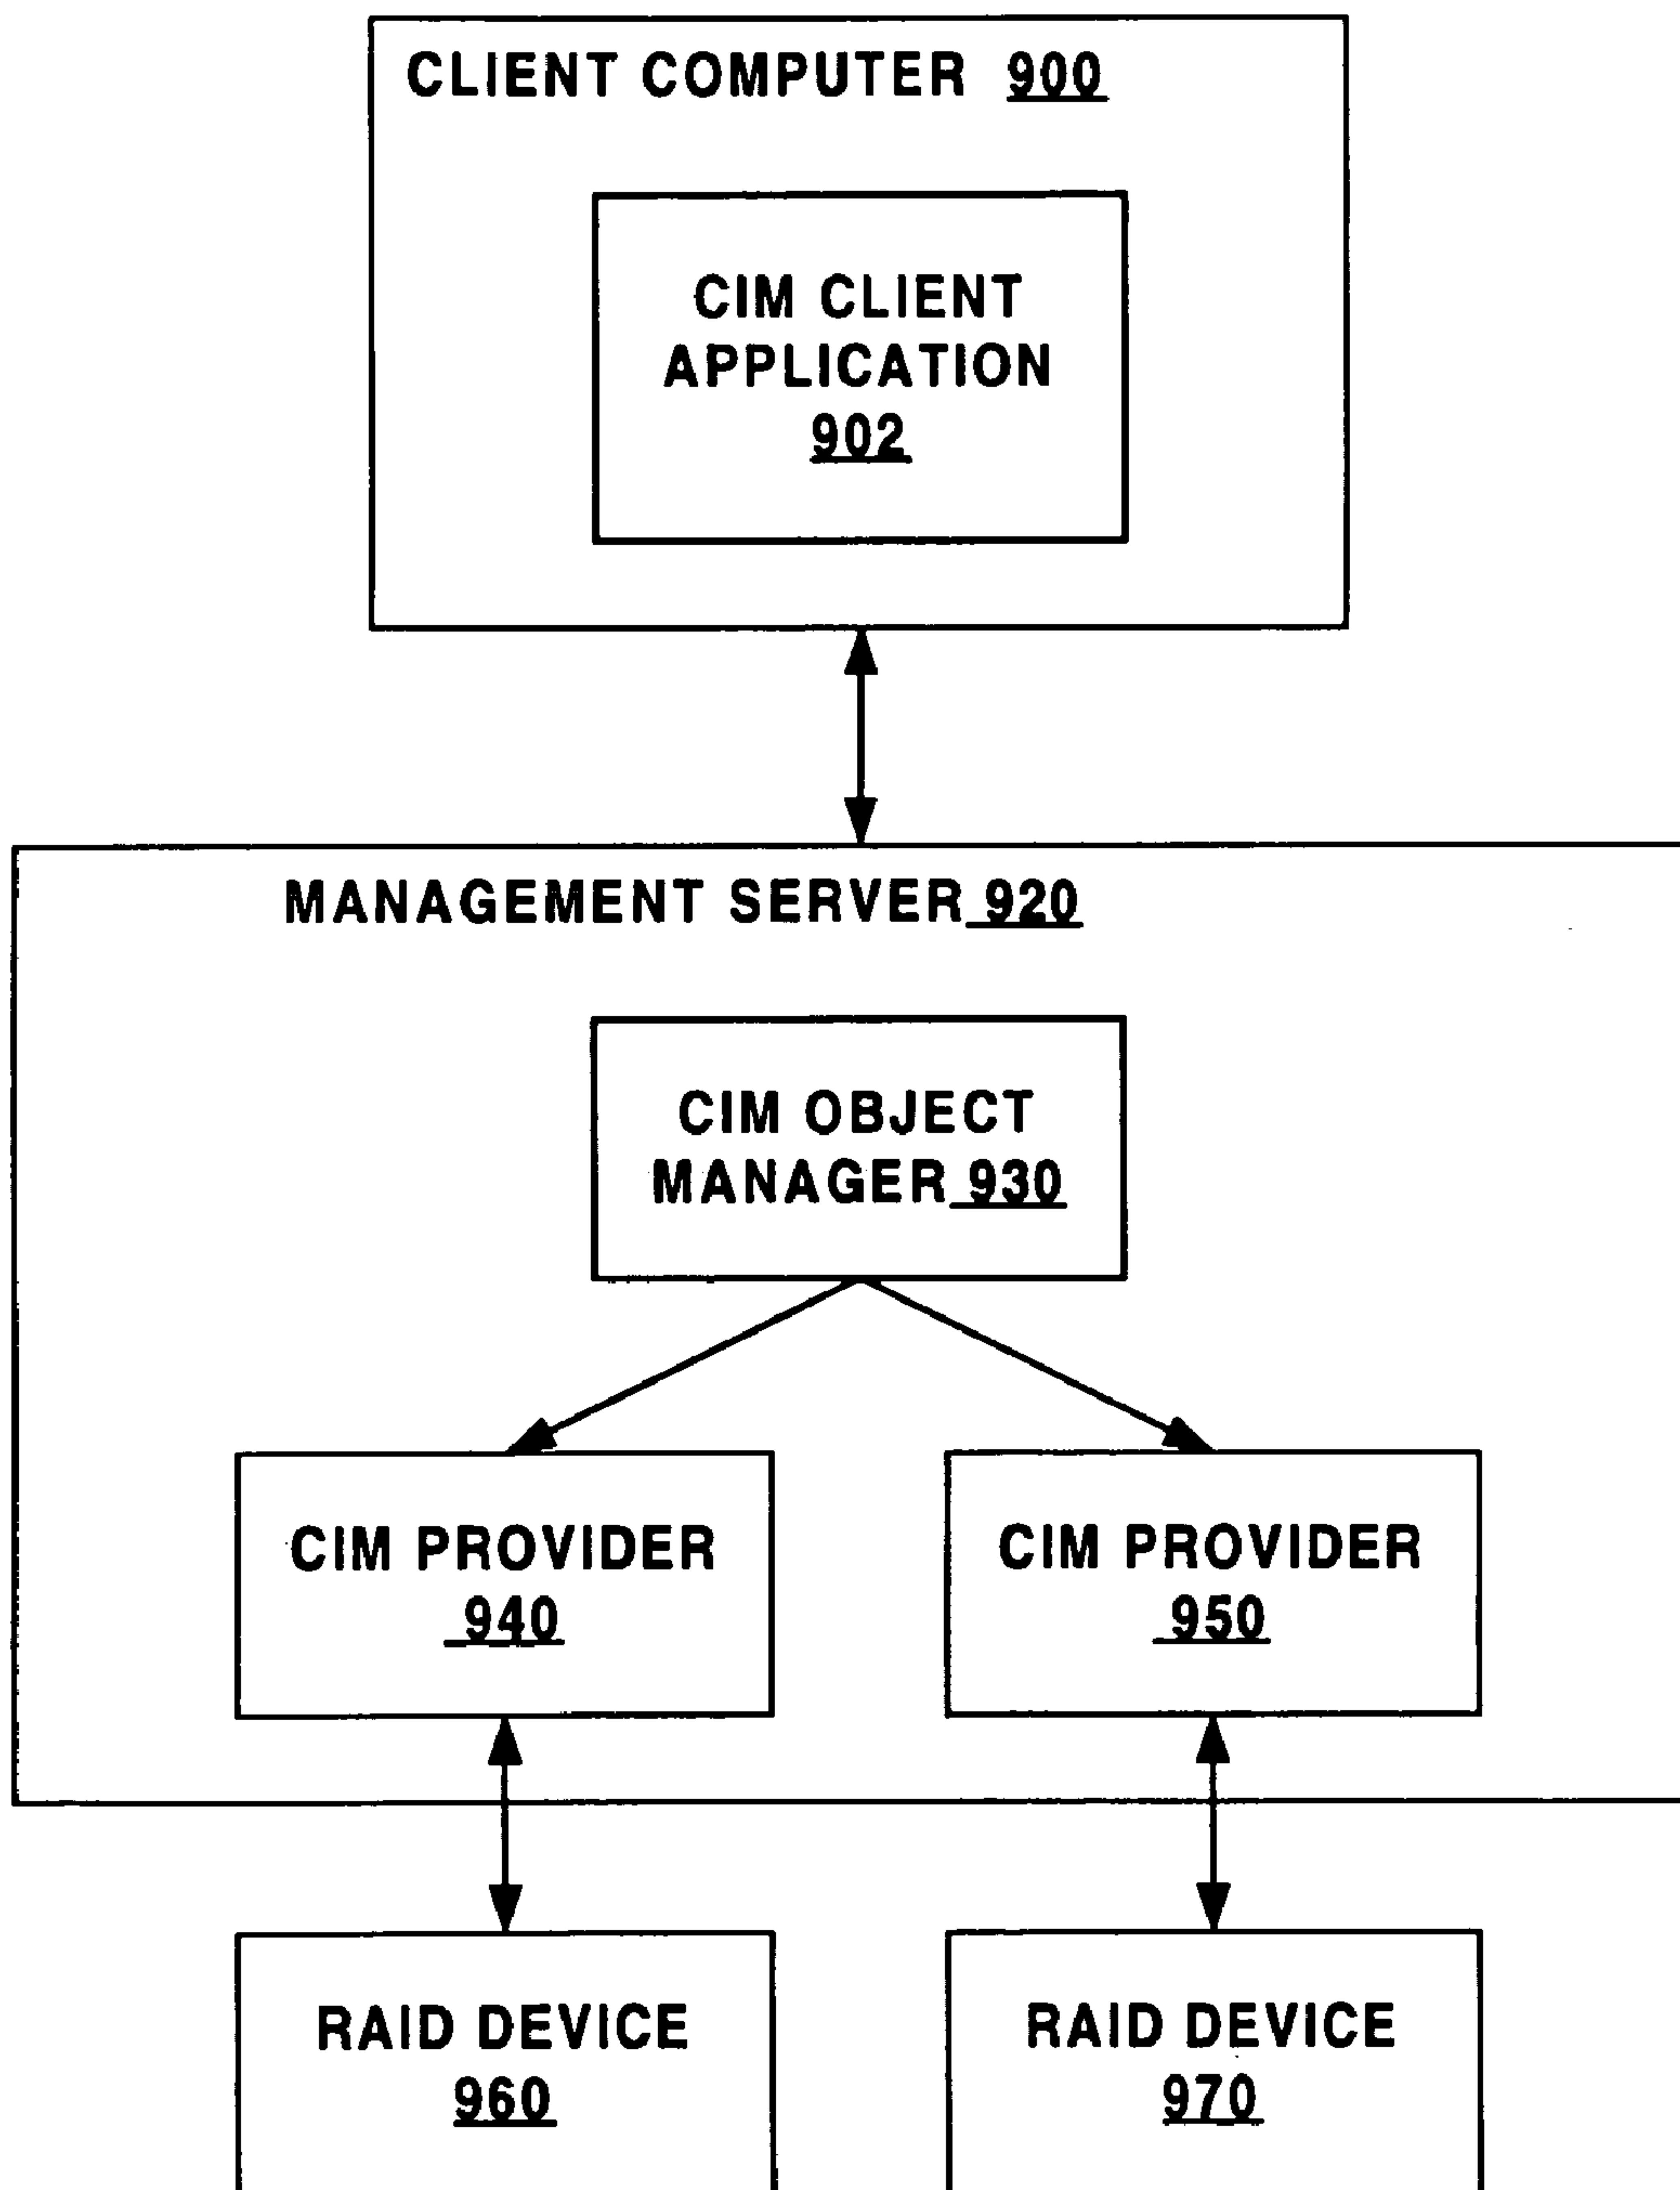 CLIENT COMPUTER 900
CIM CLIENT
APPLICATION
902
MANAGEMENT SERVER 920
CIM OBJECT
MANAGER 930
CIM PROVIDER
940
CIM PROVIDER
950
RAID DEVICE
960
RAID DEVICE
970